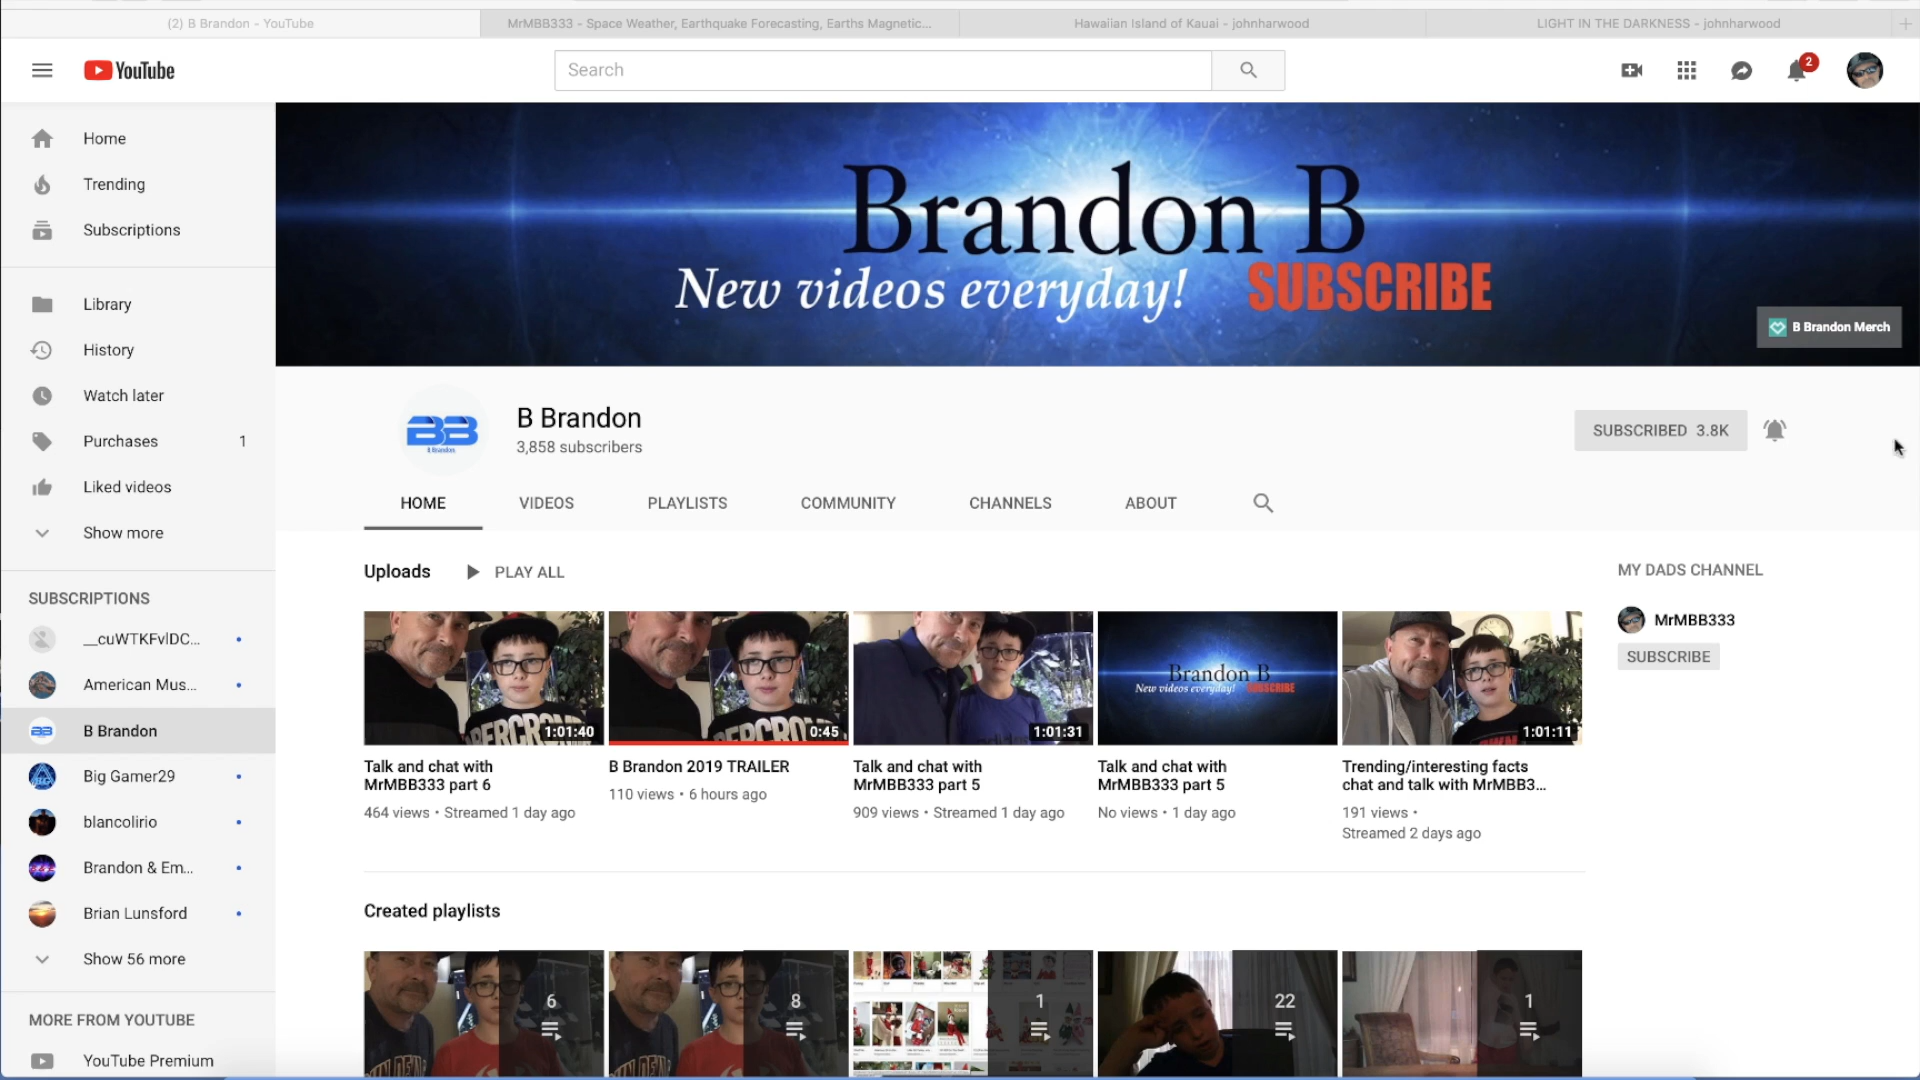 (2) B Brandon - YouTube
MrMBB333 - Space Weather, Earthquake Forecasting, Earths Magnetic...
Hawaiian Island of Kauai - johnharwood
LIGHT IN THE DARKNESS - johnharwood
YouTube
Search
2
Home
Trending
Subscriptions
Library
History
Watch later
Purchases 1
Liked videos
Show more
SUBSCRIPTIONS
__cuWTKFvlDC...
American Mus...
B Brandon
Big Gamer29
blancolirio
Brandon & Em...
Brian Lunsford
Show 56 more
MORE FROM YOUTUBE
YouTube Premium
Brandon B
New videos everyday! SUBSCRIBE
B Brandon Merch
BB
B Brandon
B Brandon
3,858 subscribers
SUBSCRIBED 3.8K
HOME VIDEOS PLAYLISTS COMMUNITY CHANNELS ABOUT
Uploads PLAY ALL
1:01:40
Talk and chat with
MrMBB333 part 6
464 views • Streamed 1 day ago
0:45
B Brandon 2019 TRAILER
110 views • 6 hours ago
1:01:31
Talk and chat with
MrMBB333 part 5
909 views • Streamed 1 day ago
Brandon B
New videos everyday! SUBSCRIBE
Talk and chat with
MrMBB333 part 5
No views • 1 day ago
1:01:11
Trending/interesting facts
chat and talk with MrMBB3...
191 views •
Streamed 2 days ago
MY DADS CHANNEL
MrMBB333
SUBSCRIBE
Created playlists
6
8
1
22
1